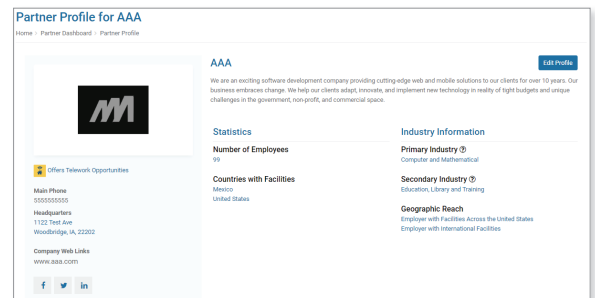 Partner Profile for AAA
Home > Partner Dashboard > Partner Profile
AAA
Edit Profile
We are an exciting software development company providing cutting-edge web and mobile solutions to our clients for over 10 years. Our
business embraces change. We help our clients adapt, innovate, and implement new technology in reality of tight budgets and unique
challenges in the government, non-profit, and commercial space.
Offers Telework Opportunities
Main Phone
5555555555
Headquarters
1122 Test Ave
Woodbridge, IA, 22202
Company Web Links
www.aaa.com
Statistics
Number of Employees
99
Countries with Facilities
Mexico
United States
Industry Information
Primary Industry
Computer and Mathematical
Secondary Industry
Education, Library and Training
Geographic Reach
Employer with Facilities Across the United States
Employer with International Facilities